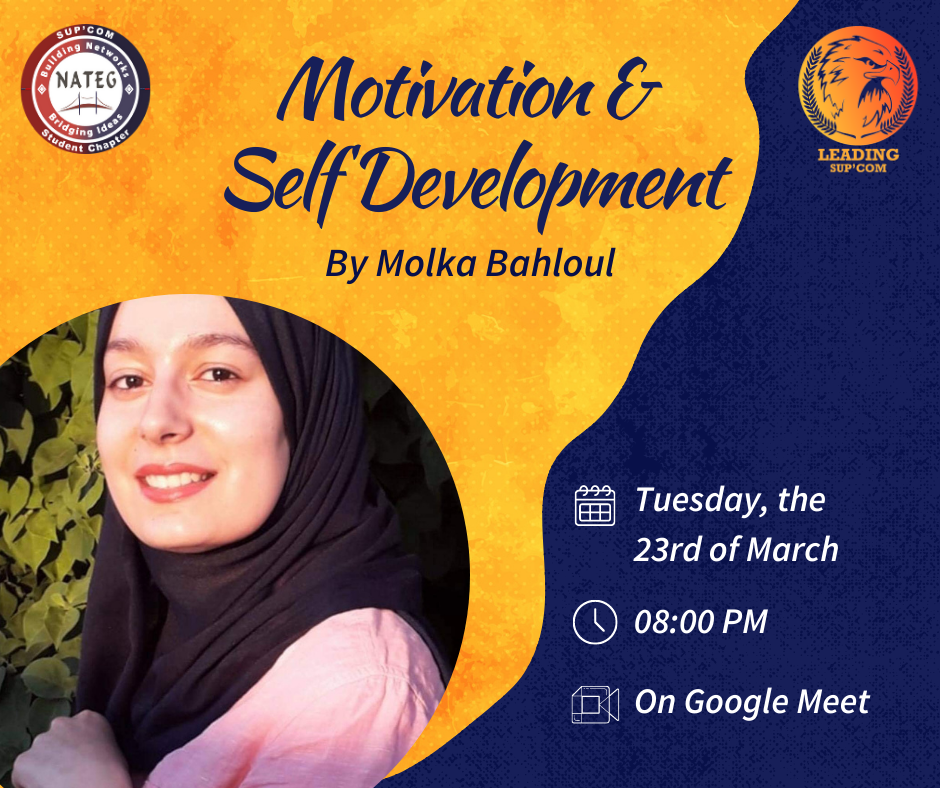 SUP'COM
Building Networks
NATEG
Bridging Ideas
Student Chapter
LEADING
SUP'COM
Motivation &
Self Development
By Molka Bahloul
Tuesday, the
23rd of March
08:00 PM
On Google Meet